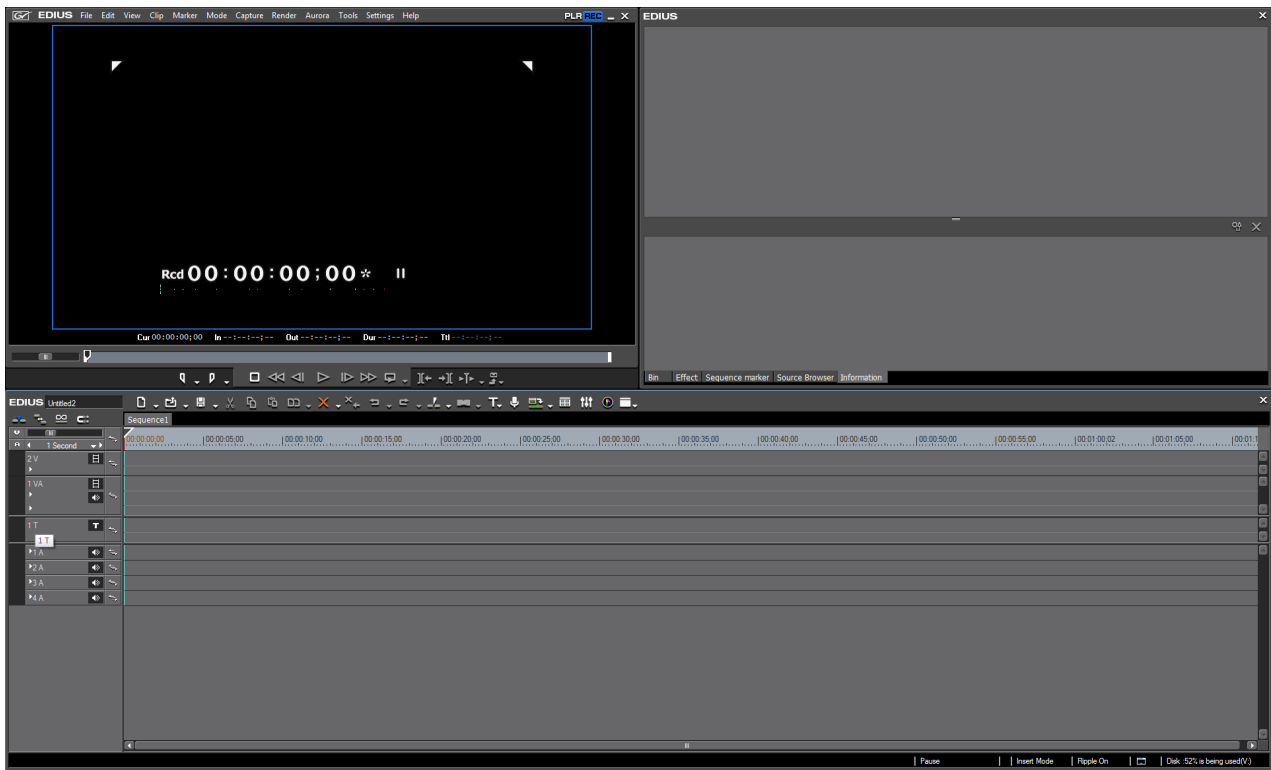 EDIUS File Edit View Clip Marker Mode Capture Render Aurora Tools Settings Help PLR REC
EDIUS
Rcd 00:00:00;00* II
Cur 00:00:00;00 In --:--:--;-- Out --:--:--;-- Dur --:--:--;-- Ttl --:--:--;--
Bin Effect Sequence marker Source Browser Information
EDIUS Untitled2
Sequence1
1 Second 00:00:00;00 00:00:05;00 00:00:10;00 00:00:15;00 00:00:20;00 00:00:25;00 00:00:30;00 00:00:35;00 00:00:40;00 00:00:45;00 00:00:50;00 00:00:55;00 00:01:00;02 00:01:05;00 00:01:1
2 V
1 VA
1 T T
1 T
1 A
2 A
3 A
4 A
Pause Insert Mode Ripple On Disk :52% is being used(V:)